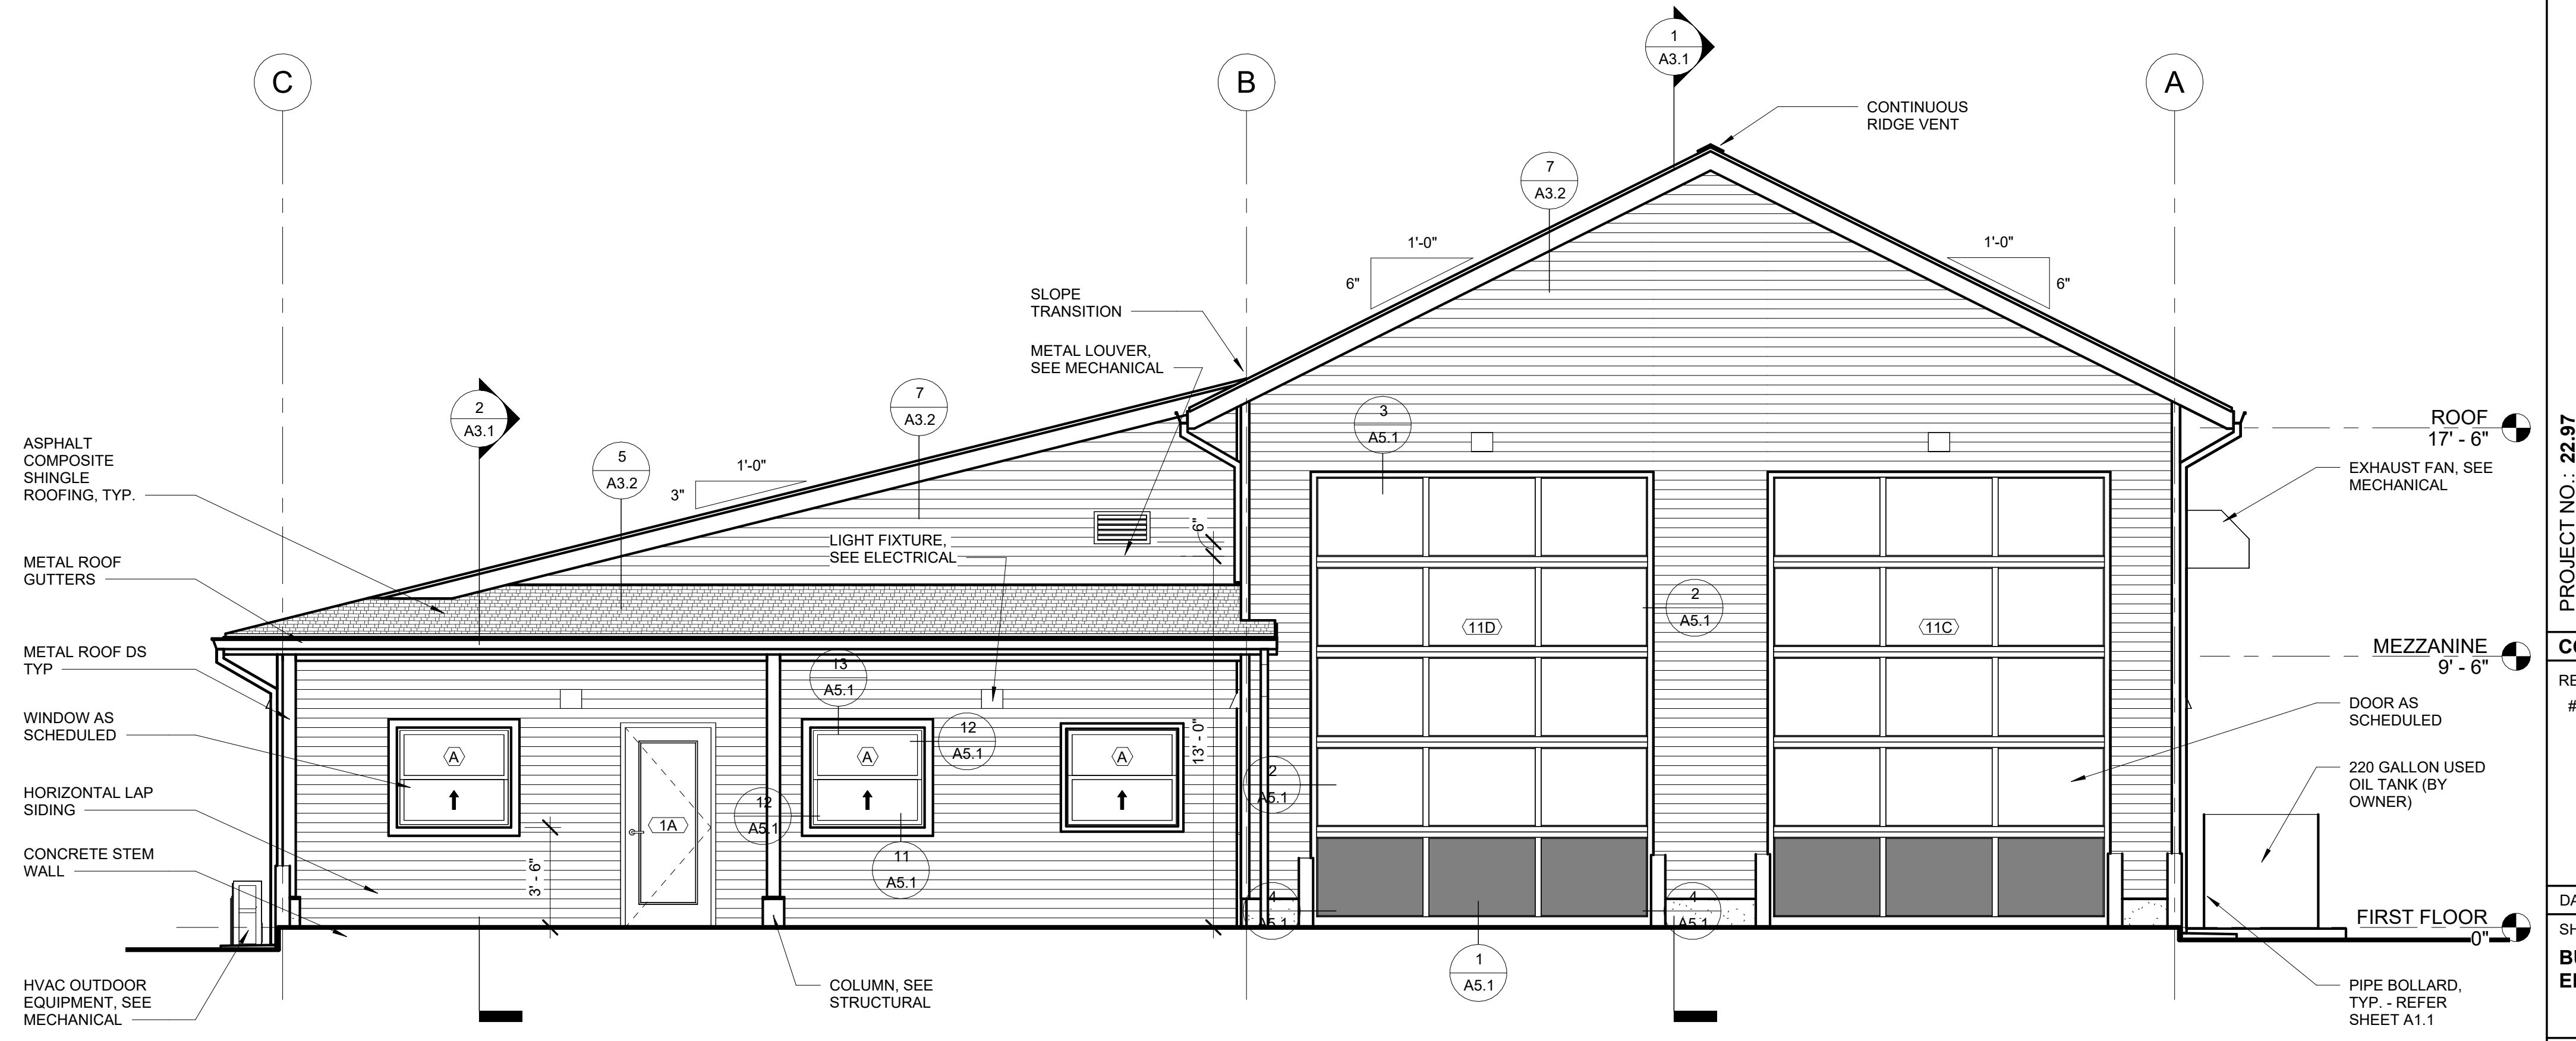 C
B
A
1
A3.1
CONTINUOUS
RIDGE VENT
7
A3.2
1'-0"
6"
1'-0"
6"
SLOPE
TRANSITION
METAL LOUVER,
SEE MECHANICAL
2
A3.1
7
A3.2
5
A3.2
1'-0"
3"
3
A5.1
ROOF
17' - 6"
ASPHALT
COMPOSITE
SHINGLE
ROOFING, TYP.
EXHAUST FAN, SEE
MECHANICAL
6"
LIGHT FIXTURE,
SEE ELECTRICAL
METAL ROOF
GUTTERS
2
A5.1
11D
11C
METAL ROOF DS
TYP
13
A5.1
MEZZANINE
9' - 6"
WINDOW AS
SCHEDULED
DOOR AS
SCHEDULED
12
A5.1
A
A
A
13' - 0"
2
A5.1
HORIZONTAL LAP
SIDING
220 GALLON USED
OIL TANK (BY
OWNER)
12
A5.1
1A
CONCRETE STEM
WALL
3' - 6"
11
A5.1
4
A5.1
4
A5.1
FIRST FLOOR
0"
1
A5.1
HVAC OUTDOOR
EQUIPMENT, SEE
MECHANICAL
COLUMN, SEE
STRUCTURAL
PIPE BOLLARD,
TYP. - REFER
SHEET A1.1
PROJECT NO.: 22.97
#